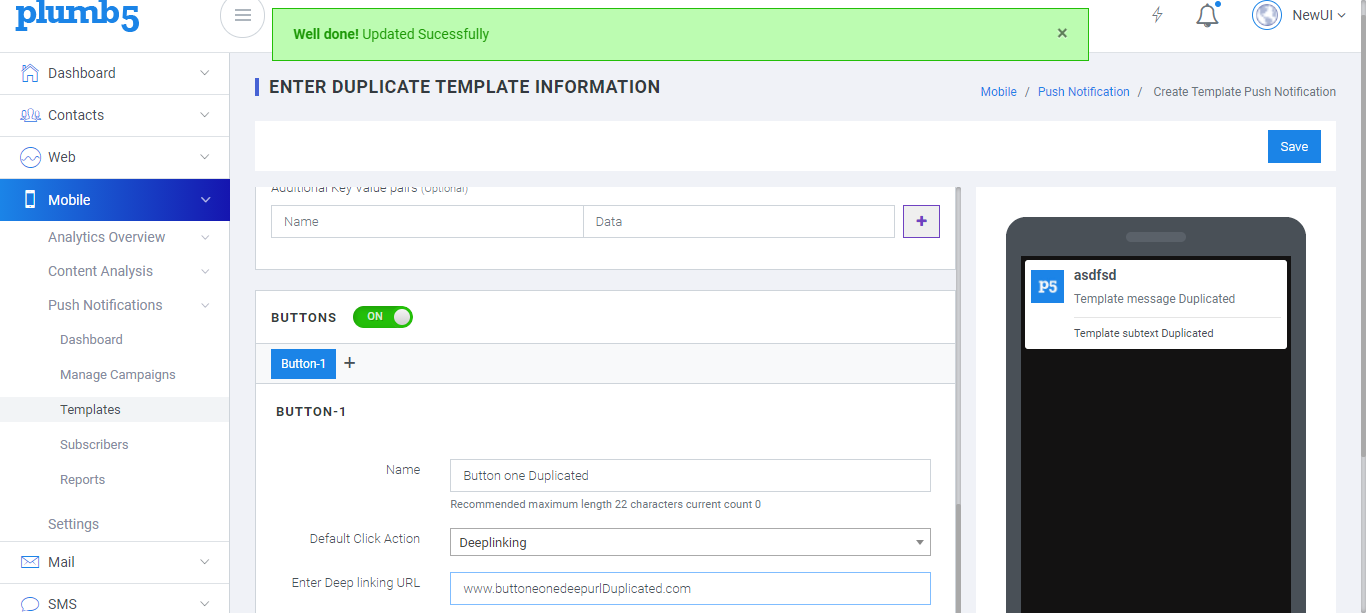 plumb5
Well done! Updated Sucessfully ×
NewUI
Dashboard
Contacts
Web
Mobile
Analytics Overview
Content Analysis
Push Notifications
Dashboard
Manage Campaigns
Templates
Subscribers
Reports
Settings
Mail
SMS
ENTER DUPLICATE TEMPLATE INFORMATION
Mobile / Push Notification / Create Template Push Notification
Save
Additional Key Value pairs (Optional)
Name Data +
BUTTONS ON
Button-1 +
BUTTON-1
Name Button one Duplicated
Recommended maximum length 22 characters current count 0
Default Click Action Deeplinking
Enter Deep linking URL www.buttoneonedeepurlDuplicated.com
P5 asdfsd
Template message Duplicated
Template subtext Duplicated